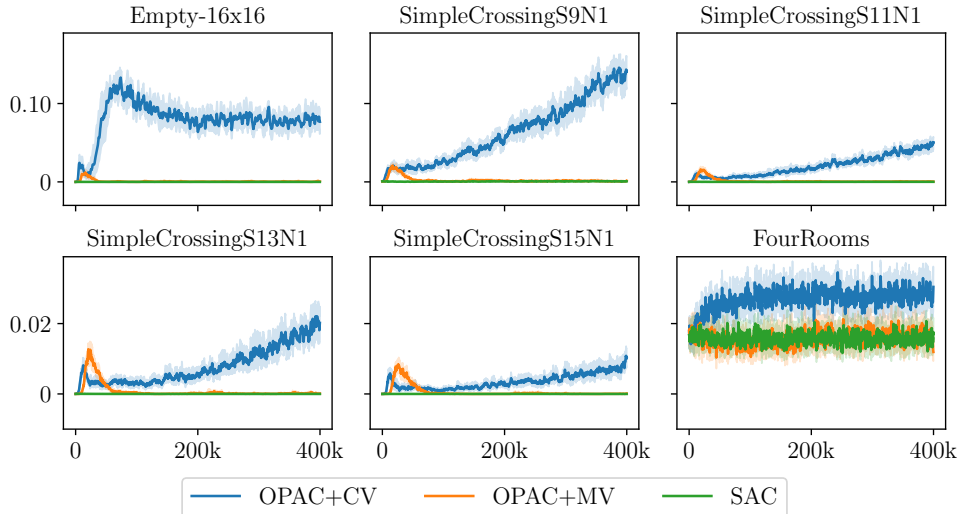 Empty-16x16 SimpleCrossingS9N1 SimpleCrossingS11N1
0.10
0
SimpleCrossingS13N1 SimpleCrossingS15N1 FourRooms
0.02
0
0 200k 400k 0 200k 400k 0 200k 400k
OPAC+CV OPAC+MV SAC